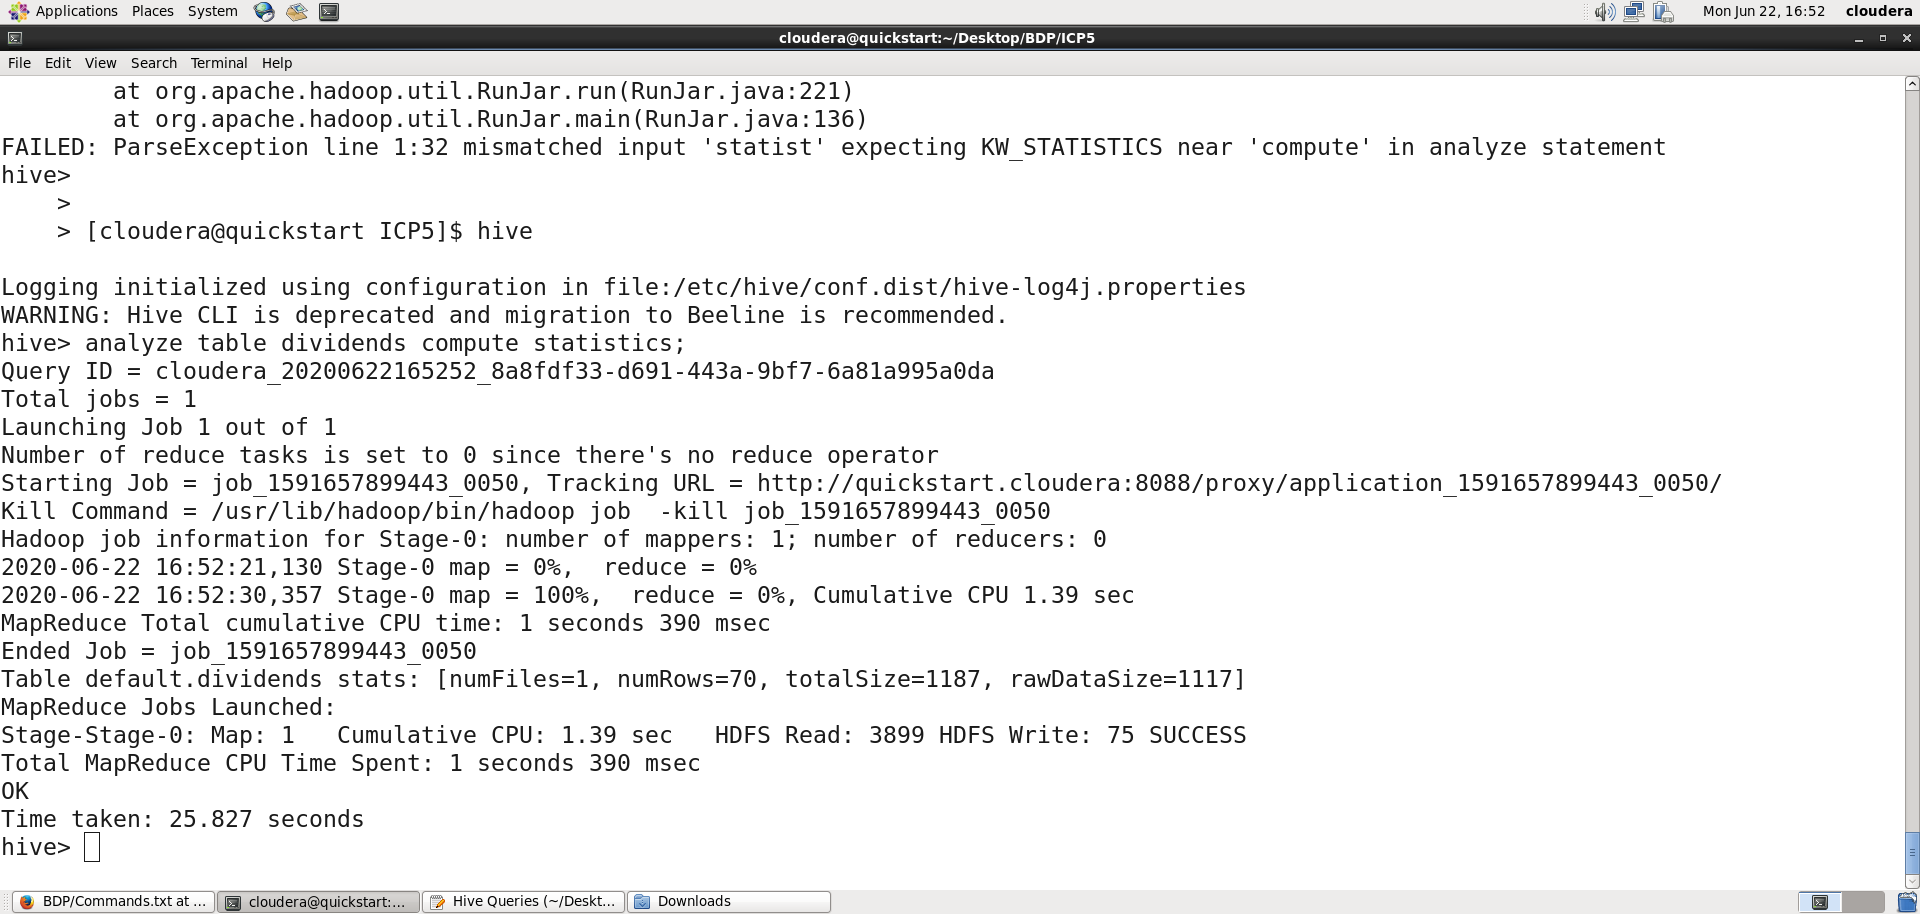 Applications Places System Mon Jun 22, 16:52 cloudera
cloudera@quickstart:~/Desktop/BDP/ICP5
File Edit View Search Terminal Help
        at org.apache.hadoop.util.RunJar.run(RunJar.java:221)
        at org.apache.hadoop.util.RunJar.main(RunJar.java:136)
FAILED: ParseException line 1:32 mismatched input 'statist' expecting KW_STATISTICS near 'compute' in analyze statement
hive>
    >
    > [cloudera@quickstart ICP5]$ hive
Logging initialized using configuration in file:/etc/hive/conf.dist/hive-log4j.properties
WARNING: Hive CLI is deprecated and migration to Beeline is recommended.
hive> analyze table dividends compute statistics;
Query ID = cloudera_20200622165252_8a8fdf33-d691-443a-9bf7-6a81a995a0da
Total jobs = 1
Launching Job 1 out of 1
Number of reduce tasks is set to 0 since there's no reduce operator
Starting Job = job_1591657899443_0050, Tracking URL = http://quickstart.cloudera:8088/proxy/application_1591657899443_0050/
Kill Command = /usr/lib/hadoop/bin/hadoop job  -kill job_1591657899443_0050
Hadoop job information for Stage-0: number of mappers: 1; number of reducers: 0
2020-06-22 16:52:21,130 Stage-0 map = 0%,  reduce = 0%
2020-06-22 16:52:30,357 Stage-0 map = 100%,  reduce = 0%, Cumulative CPU 1.39 sec
MapReduce Total cumulative CPU time: 1 seconds 390 msec
Ended Job = job_1591657899443_0050
Table default.dividends stats: [numFiles=1, numRows=70, totalSize=1187, rawDataSize=1117]
MapReduce Jobs Launched:
Stage-Stage-0: Map: 1   Cumulative CPU: 1.39 sec   HDFS Read: 3899 HDFS Write: 75 SUCCESS
Total MapReduce CPU Time Spent: 1 seconds 390 msec
OK
Time taken: 25.827 seconds
hive>
BDP/Commands.txt at ... cloudera@quickstart:... Hive Queries (~/Deskt... Downloads